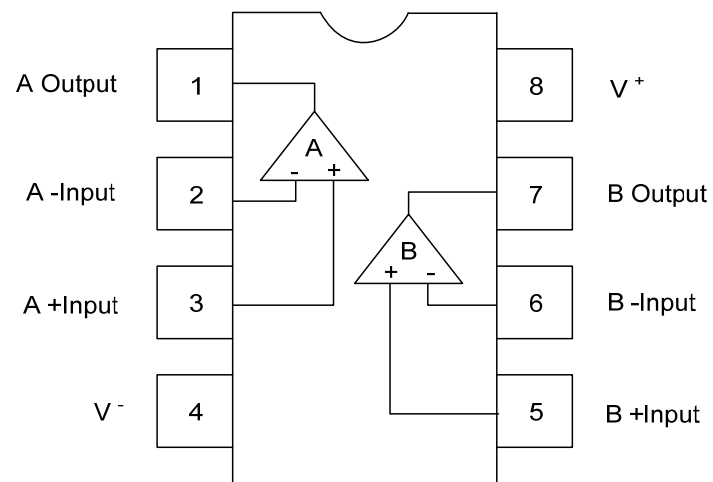 A Output 1 8 V +
A
- +
A -Input 2 7 B Output
B
+ -
A +Input 3 6 B -Input
V - 4 5 B +Input